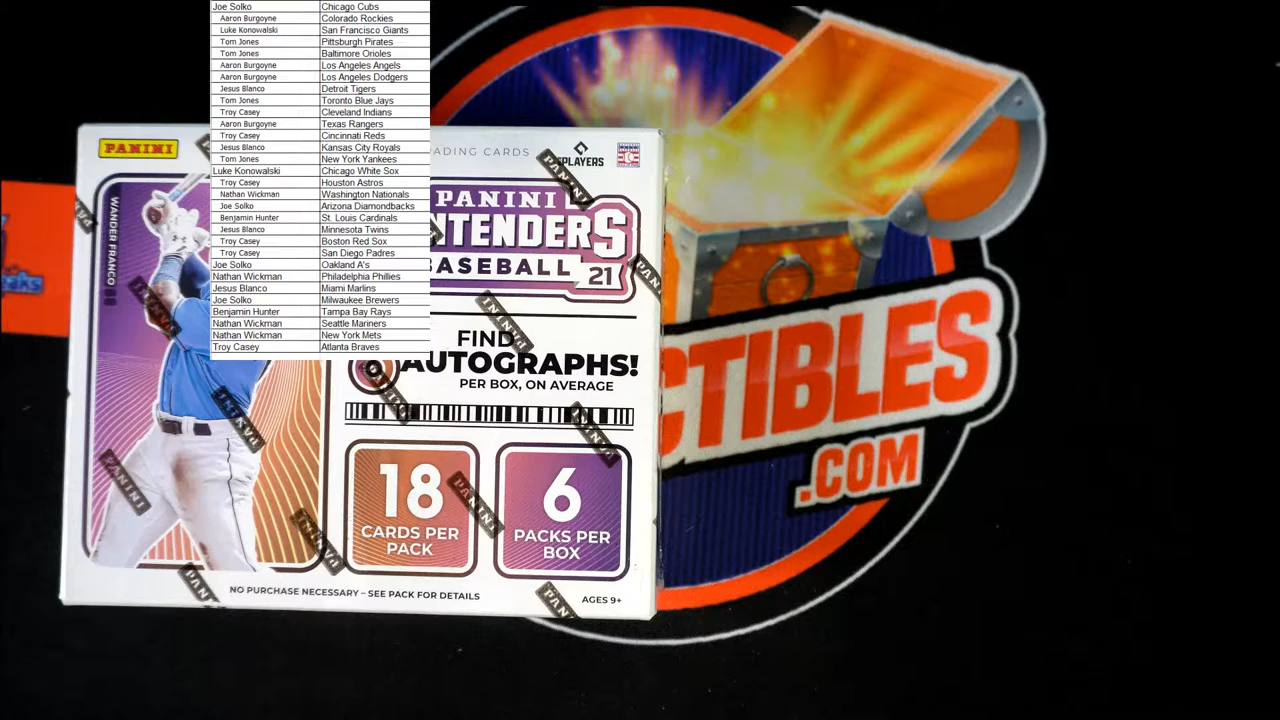 Joe Solko Chicago Cubs
Aaron Burgoyne Colorado Rockies
Luke Konowalski San Francisco Giants
Tom Jones Pittsburgh Pirates
Tom Jones Baltimore Orioles
Aaron Burgoyne Los Angeles Angels
Aaron Burgoyne Los Angeles Dodgers
Jesus Blanco Detroit Tigers
Tom Jones Toronto Blue Jays
Troy Casey Cleveland Indians
Aaron Burgoyne Texas Rangers
Troy Casey Cincinnati Reds
Jesus Blanco Kansas City Royals
Tom Jones New York Yankees
Luke Konowalski Chicago White Sox
Troy Casey Houston Astros
Nathan Wickman Washington Nationals
Joe Solko Arizona Diamondbacks
Benjamin Hunter St. Louis Cardinals
Jesus Blanco Minnesota Twins
Troy Casey Boston Red Sox
Troy Casey San Diego Padres
Joe Solko Oakland A's
Nathan Wickman Philadelphia Phillies
Jesus Blanco Miami Marlins
Joe Solko Milwaukee Brewers
Benjamin Hunter Tampa Bay Rays
Nathan Wickman Seattle Mariners
Nathan Wickman New York Mets
Troy Casey Atlanta Braves
PANINI
WANDER FRANCO
ADING CARDS
PLAYERS
PANINI
NTENDERS
BASEBALL 21
FIND
AUTOGRAPHS!
PER BOX, ON AVERAGE
18
CARDS PER
PACK
6
PACKS PER
BOX
NO PURCHASE NECESSARY – SEE PACK FOR DETAILS
AGES 9+
CTIBLES
.COM